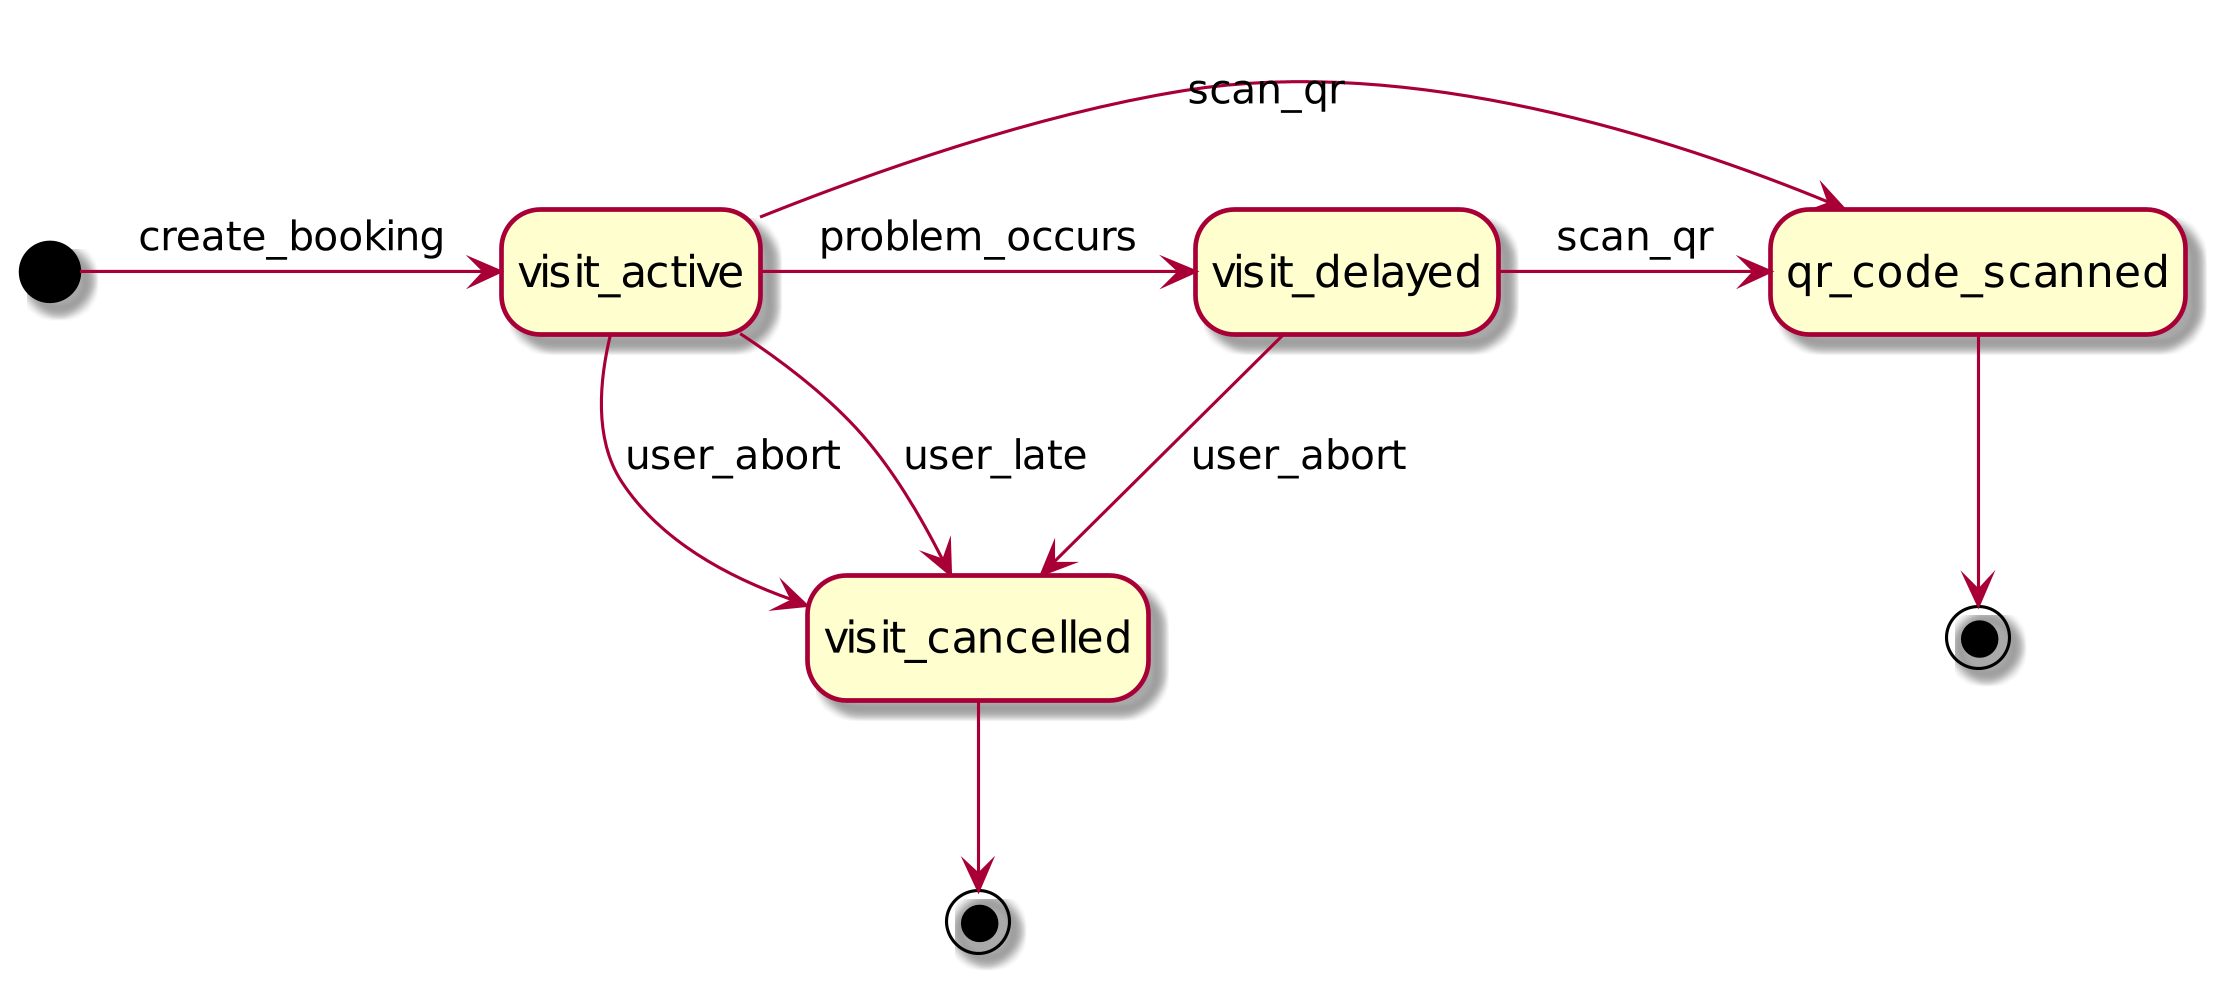 scan_qr
create_booking
problem_occurs
scan_qr
visit_active
visit_delayed
qr_code_scanned
user_abort
user_late
user_abort
visit_cancelled